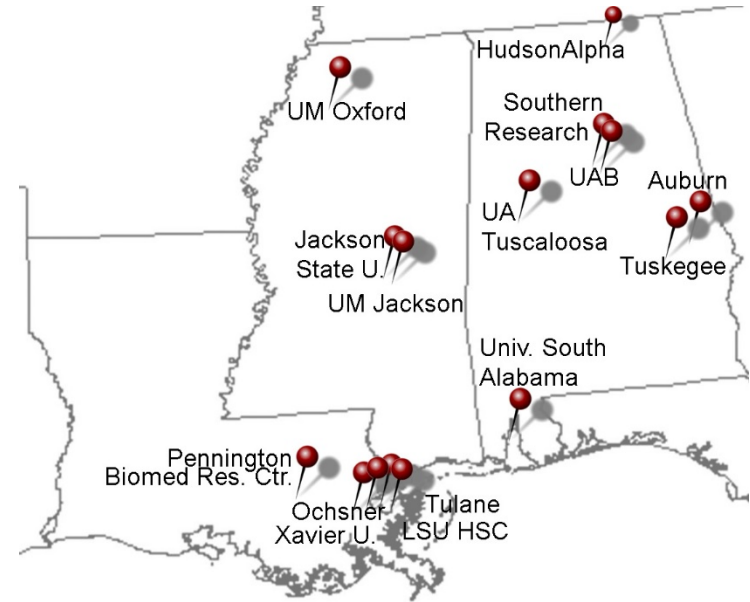 HudsonAlpha
UM Oxford
Southern
Research
UAB
Auburn
UA
Tuscaloosa
Tuskegee
Jackson
State U.
UM Jackson
Univ. South
Alabama
Pennington
Biomed Res. Ctr.
Ochsner
Xavier U.
Tulane
LSU HSC